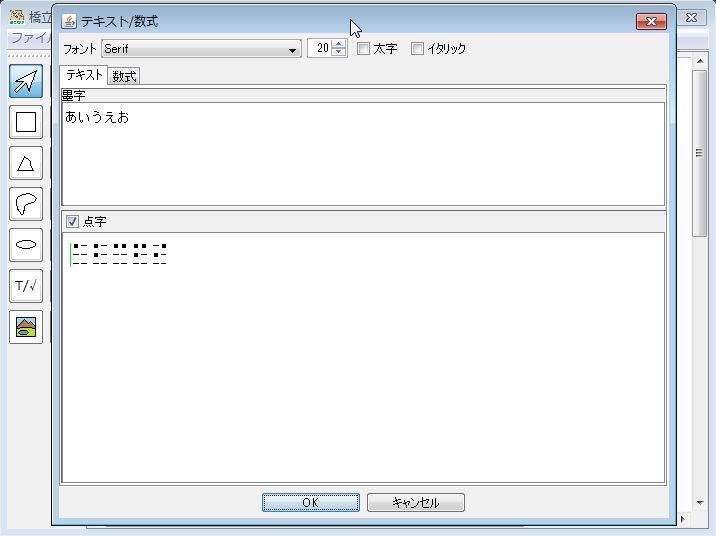 橋立
テキスト/数式
ファイル
フォント Serif 20 太字 イタリック
テキスト 数式
墨字
あいうえお
点字
⠁⠃⠉⠋⠊
T/√
OK キャンセル